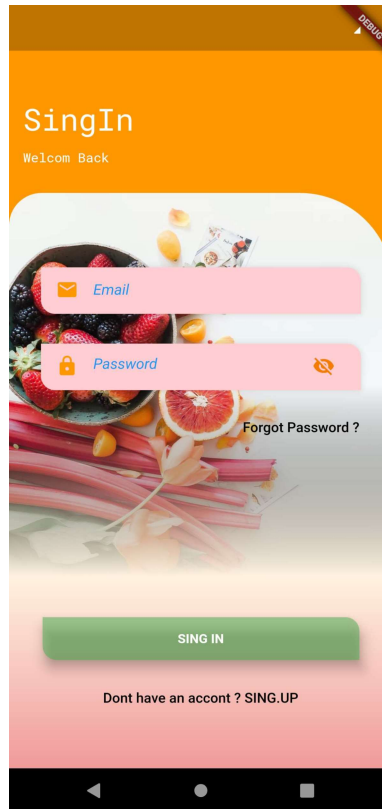 DEBUG
SingIn
Welcom Back
Email
Password
Forgot Password ?
SING IN
Dont have an accont ? SING.UP